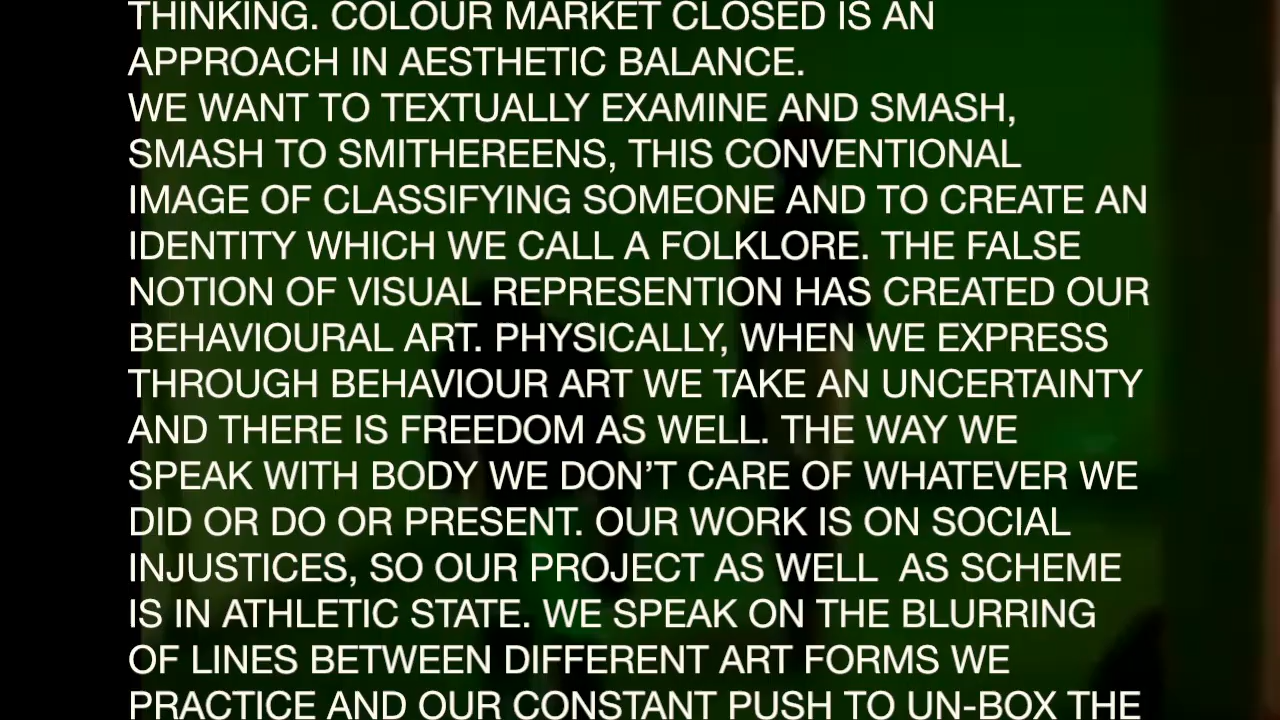 THINKING. COLOUR MARKET CLOSED IS AN
APPROACH IN AESTHETIC BALANCE.
WE WANT TO TEXTUALLY EXAMINE AND SMASH,
SMASH TO SMITHEREENS, THIS CONVENTIONAL
IMAGE OF CLASSIFYING SOMEONE AND TO CREATE AN
IDENTITY WHICH WE CALL A FOLKLORE. THE FALSE
NOTION OF VISUAL REPRESENTION HAS CREATED OUR
BEHAVIOURAL ART. PHYSICALLY, WHEN WE EXPRESS
THROUGH BEHAVIOUR ART WE TAKE AN UNCERTAINTY
AND THERE IS FREEDOM AS WELL. THE WAY WE
SPEAK WITH BODY WE DON’T CARE OF WHATEVER WE
DID OR DO OR PRESENT. OUR WORK IS ON SOCIAL
INJUSTICES, SO OUR PROJECT AS WELL  AS SCHEME
IS IN ATHLETIC STATE. WE SPEAK ON THE BLURRING
OF LINES BETWEEN DIFFERENT ART FORMS WE
PRACTICE AND OUR CONSTANT PUSH TO UN-BOX THE